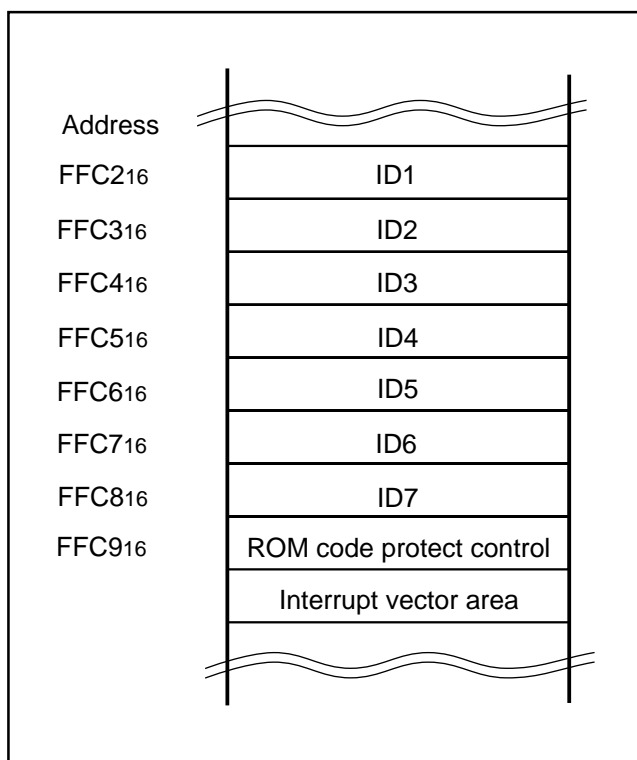 Address
FFC216 ID1
FFC316 ID2
FFC416 ID3
FFC516 ID4
FFC616 ID5
FFC716 ID6
FFC816 ID7
FFC916 ROM code protect control
Interrupt vector area